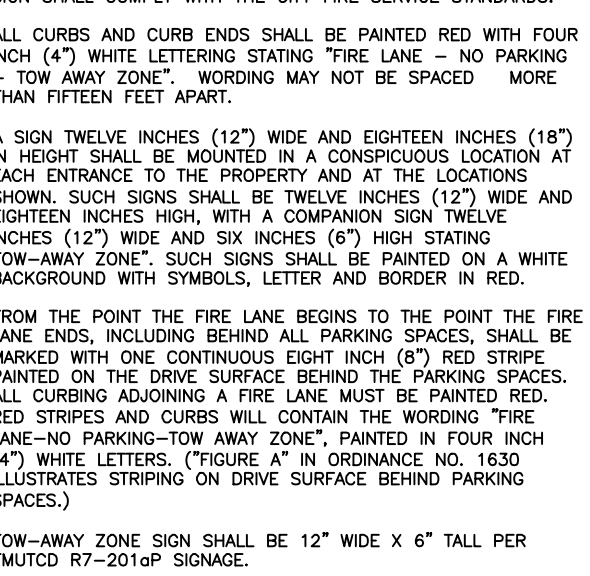 SIGN SHALL COMPLY WITH THE CITY FIRE SERVICE STANDARDS.
ALL CURBS AND CURB ENDS SHALL BE PAINTED RED WITH FOUR
INCH (4") WHITE LETTERING STATING "FIRE LANE – NO PARKING
– TOW AWAY ZONE". WORDING MAY NOT BE SPACED MORE
THAN FIFTEEN FEET APART.
A SIGN TWELVE INCHES (12") WIDE AND EIGHTEEN INCHES (18")
IN HEIGHT SHALL BE MOUNTED IN A CONSPICUOUS LOCATION AT
EACH ENTRANCE TO THE PROPERTY AND AT THE LOCATIONS
SHOWN. SUCH SIGNS SHALL BE TWELVE INCHES (12") WIDE AND
EIGHTEEN INCHES HIGH, WITH A COMPANION SIGN TWELVE
INCHES (12") WIDE AND SIX INCHES (6") HIGH STATING
TOW–AWAY ZONE". SUCH SIGNS SHALL BE PAINTED ON A WHITE
BACKGROUND WITH SYMBOLS, LETTER AND BORDER IN RED.
FROM THE POINT THE FIRE LANE BEGINS TO THE POINT THE FIRE
LANE ENDS, INCLUDING BEHIND ALL PARKING SPACES, SHALL BE
MARKED WITH ONE CONTINUOUS EIGHT INCH (8") RED STRIPE
PAINTED ON THE DRIVE SURFACE BEHIND THE PARKING SPACES.
ALL CURBING ADJOINING A FIRE LANE MUST BE PAINTED RED.
RED STRIPES AND CURBS WILL CONTAIN THE WORDING "FIRE
LANE–NO PARKING–TOW AWAY ZONE", PAINTED IN FOUR INCH
(4") WHITE LETTERS. ("FIGURE A" IN ORDINANCE NO. 1630
ILLUSTRATES STRIPING ON DRIVE SURFACE BEHIND PARKING
SPACES.)
TOW–AWAY ZONE SIGN SHALL BE 12" WIDE X 6" TALL PER
TMUTCD R7–201aP SIGNAGE.